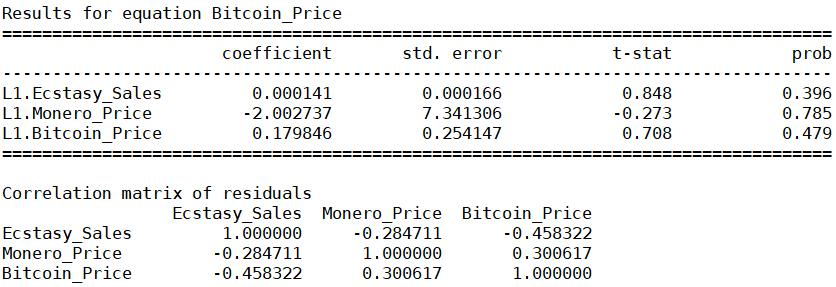 Results for equation Bitcoin_Price
==============================================================================
coefficient std. error t-stat prob
------------------------------------------------------------------------------
L1.Ecstasy_Sales 0.000141 0.000166 0.848 0.396
L1.Monero_Price -2.002737 7.341306 -0.273 0.785
L1.Bitcoin_Price 0.179846 0.254147 0.708 0.479
==============================================================================
Correlation matrix of residuals
Ecstasy_Sales Monero_Price Bitcoin_Price
Ecstasy_Sales 1.000000 -0.284711 -0.458322
Monero_Price -0.284711 1.000000 0.300617
Bitcoin_Price -0.458322 0.300617 1.000000